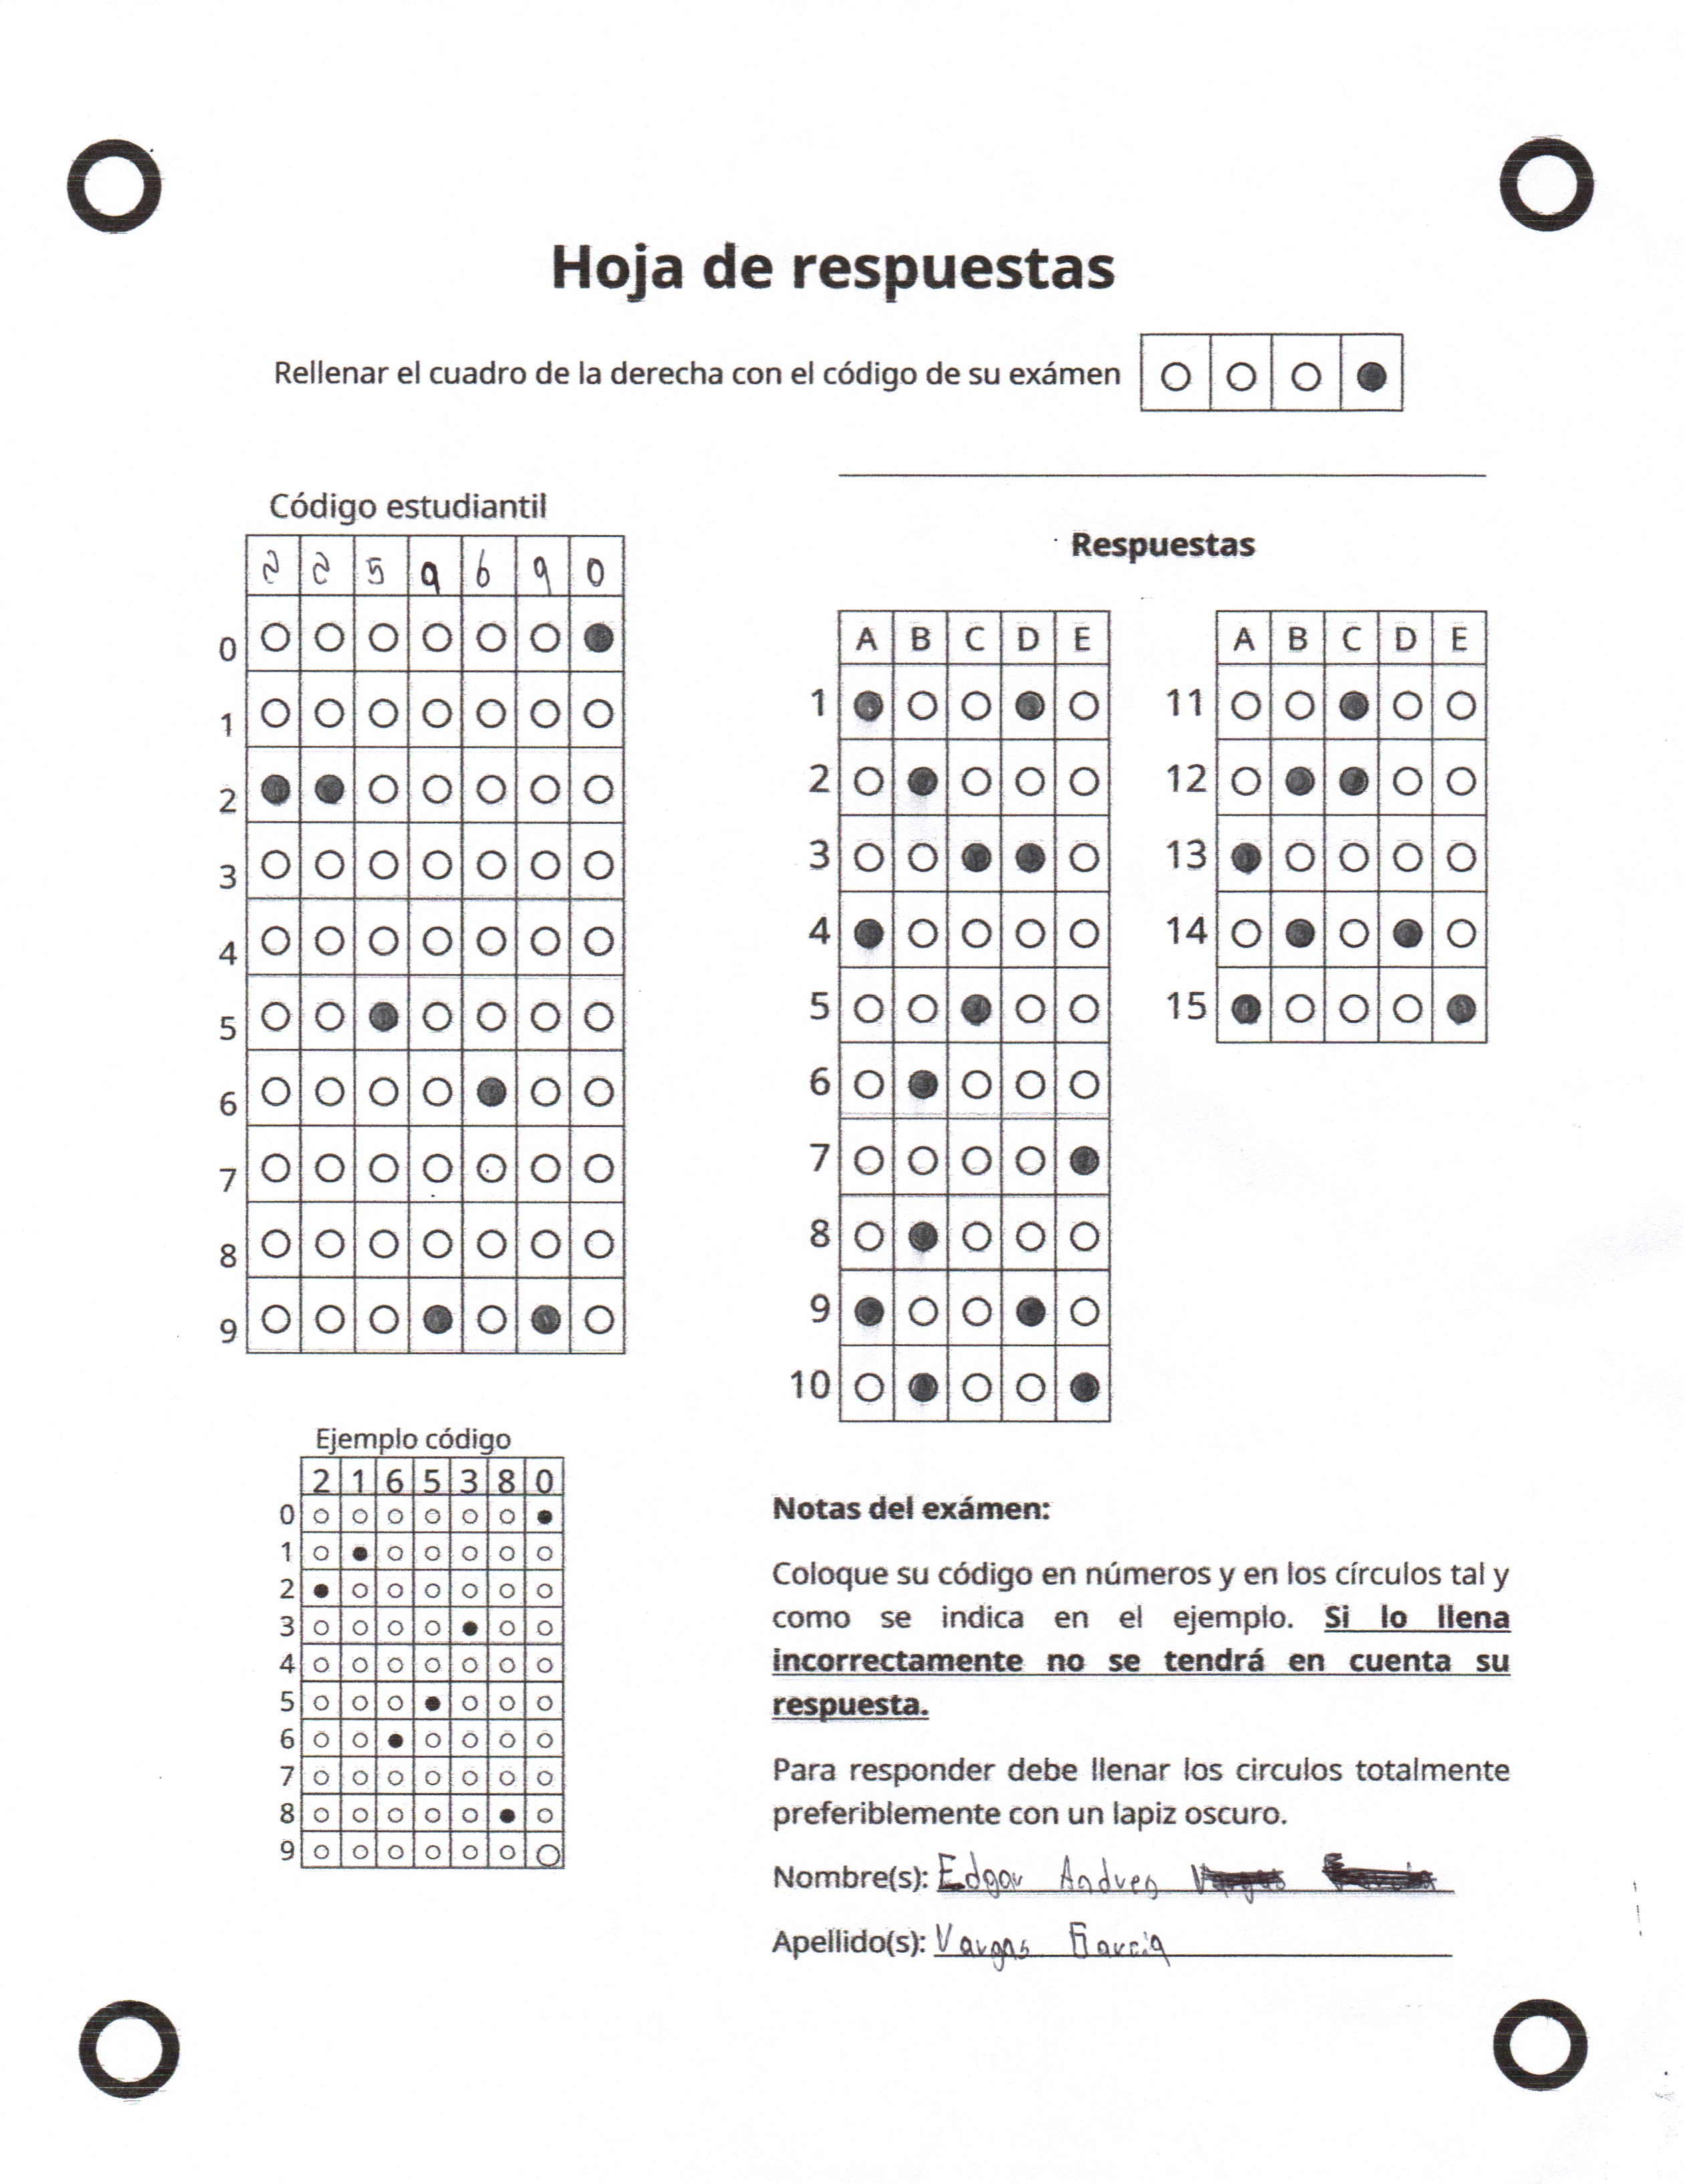 Hoja de respuestas
Rellenar el cuadro de la derecha con el código de su exámen
Código estudiantil
2 2 5 9 6 9 0
0
1
2
3
4
5
6
7
8
9
Respuestas
A B C D E
1
2
3
4
5
6
7
8
9
10
A B C D E
11
12
13
14
15
Ejemplo código
2 1 6 5 3 8 0
0
1
2
3
4
5
6
7
8
9
Notas del exámen:
Coloque su código en números y en los círculos tal y
como se indica en el ejemplo. Si lo llena
incorrectamente no se tendrá en cuenta su
respuesta.
Para responder debe llenar los circulos totalmente
preferiblemente con un lapiz oscuro.
Nombre(s): Edgar Andres
Apellido(s): Vargas Garcia